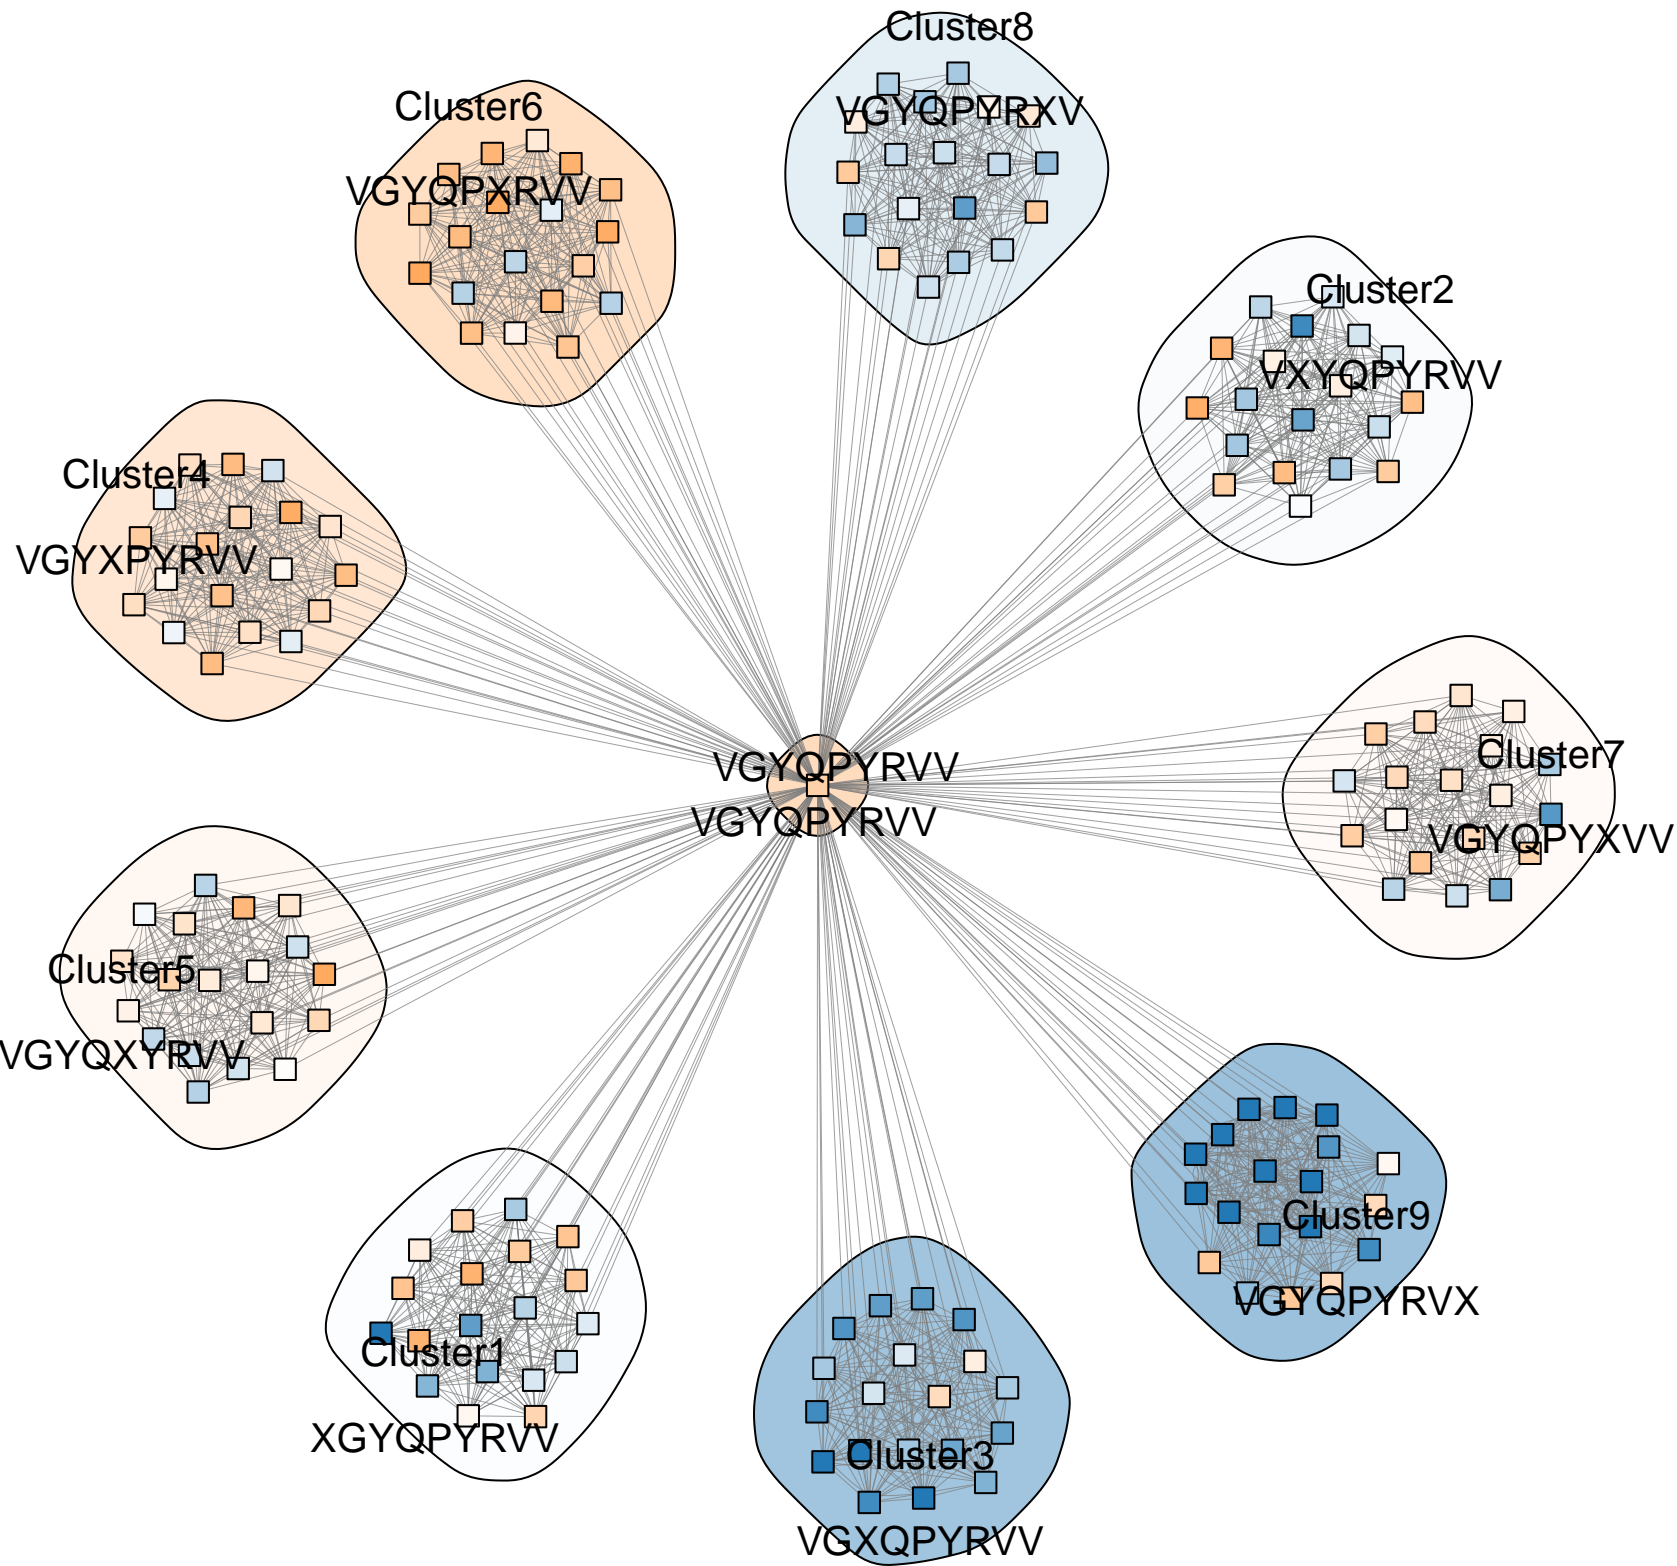 Cluster8
VGYQPYRXV
Cluster6
VGYQPXRVV
Cluster2
VXYQPYRVV
Cluster4
VGYXPYRVV
VGYQPYRVV
VGYQPYRVV
Cluster7
VGYQPYXVV
Cluster5
VGYQXYRVV
Cluster9
VGYQPYRVX
Cluster1
XGYQPYRVV
Cluster3
VGXQPYRVV